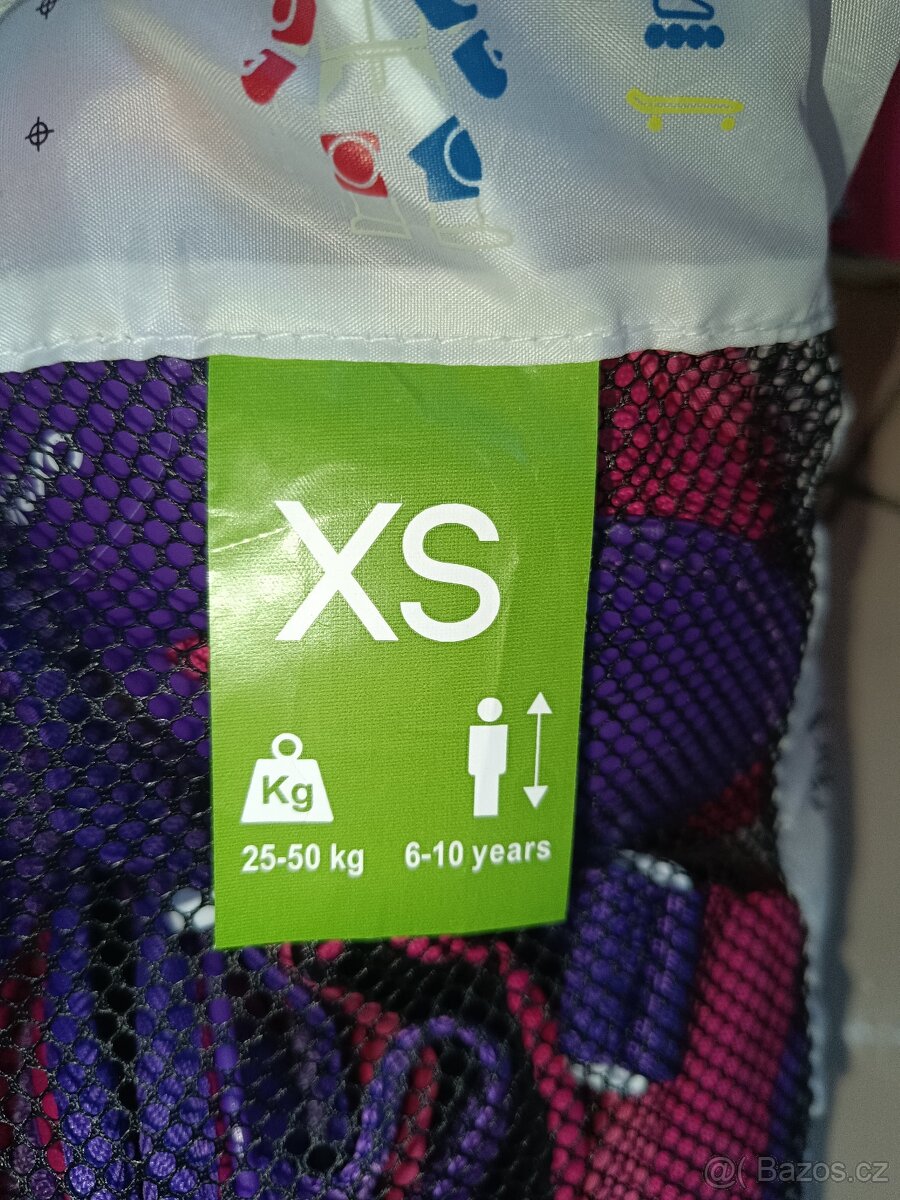 XS
Kg
25-50 kg
6-10 years
@( Bazos.cz